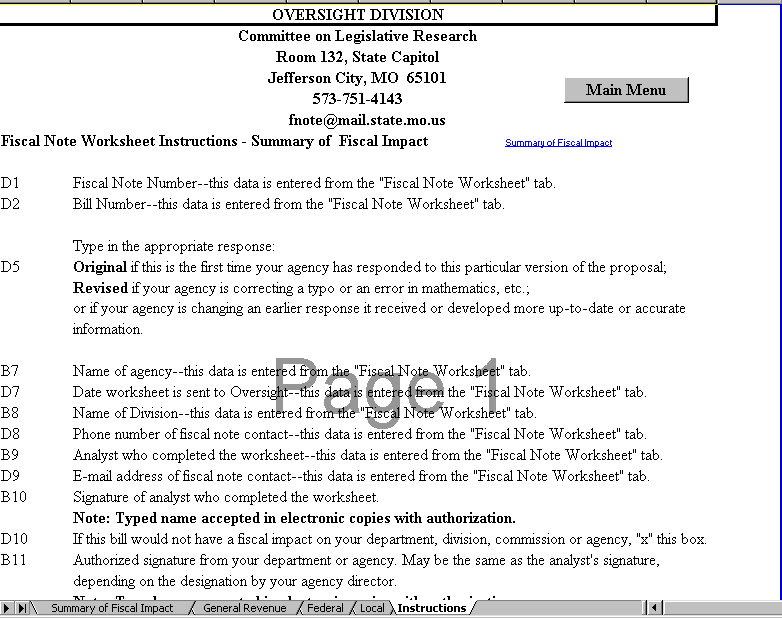 OVERSIGHT DIVISION
Committee on Legislative Research
Room 132, State Capitol
Jefferson City, MO 65101
573-751-4143
fnote@mail.state.mo.us
Main Menu
Fiscal Note Worksheet Instructions - Summary of Fiscal Impact
Summary of Fiscal Impact
D1 Fiscal Note Number--this data is entered from the "Fiscal Note Worksheet" tab.
D2 Bill Number--this data is entered from the "Fiscal Note Worksheet" tab.
Type in the appropriate response:
D5 Original if this is the first time your agency has responded to this particular version of the proposal;
Revised if your agency is correcting a typo or an error in mathematics, etc.;
or if your agency is changing an earlier response it received or developed more up-to-date or accurate
information.
Page 1
B7 Name of agency--this data is entered from the "Fiscal Note Worksheet" tab.
D7 Date worksheet is sent to Oversight--this data is entered from the "Fiscal Note Worksheet" tab.
B8 Name of Division--this data is entered from the "Fiscal Note Worksheet" tab.
D8 Phone number of fiscal note contact--this data is entered from the "Fiscal Note Worksheet" tab.
B9 Analyst who completed the worksheet--this data is entered from the "Fiscal Note Worksheet" tab.
D9 E-mail address of fiscal note contact--this data is entered from the "Fiscal Note Worksheet" tab.
B10 Signature of analyst who completed the worksheet.
Note: Typed name accepted in electronic copies with authorization.
D10 If this bill would not have a fiscal impact on your department, division, commission or agency, "x" this box.
B11 Authorized signature from your department or agency. May be the same as the analyst's signature,
depending on the designation by your agency director.
Summary of Fiscal Impact General Revenue Federal Local Instructions